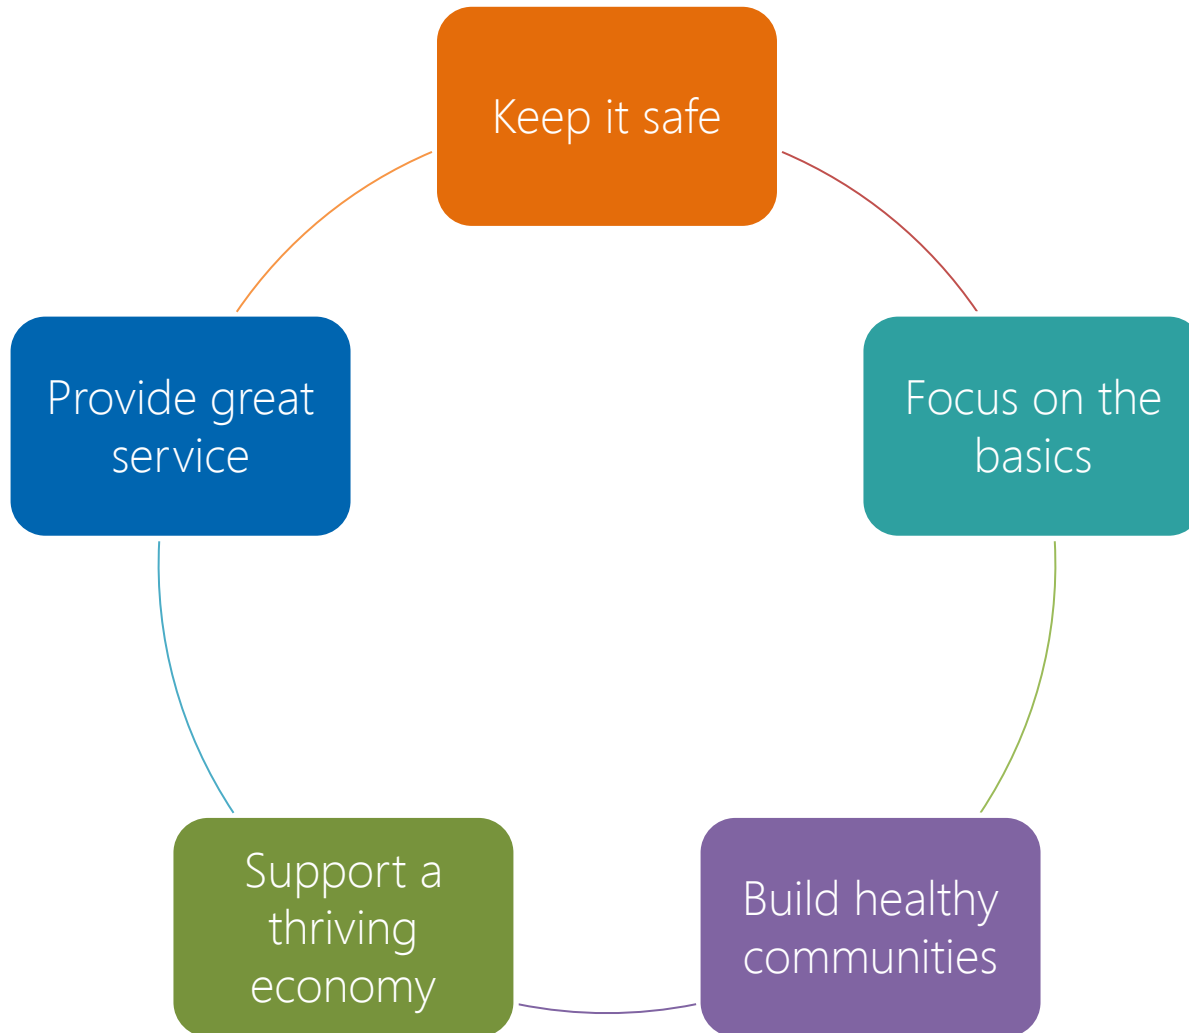 Keep it safe
Provide great
service
Focus on the
basics
Support a
thriving
economy
Build healthy
communities